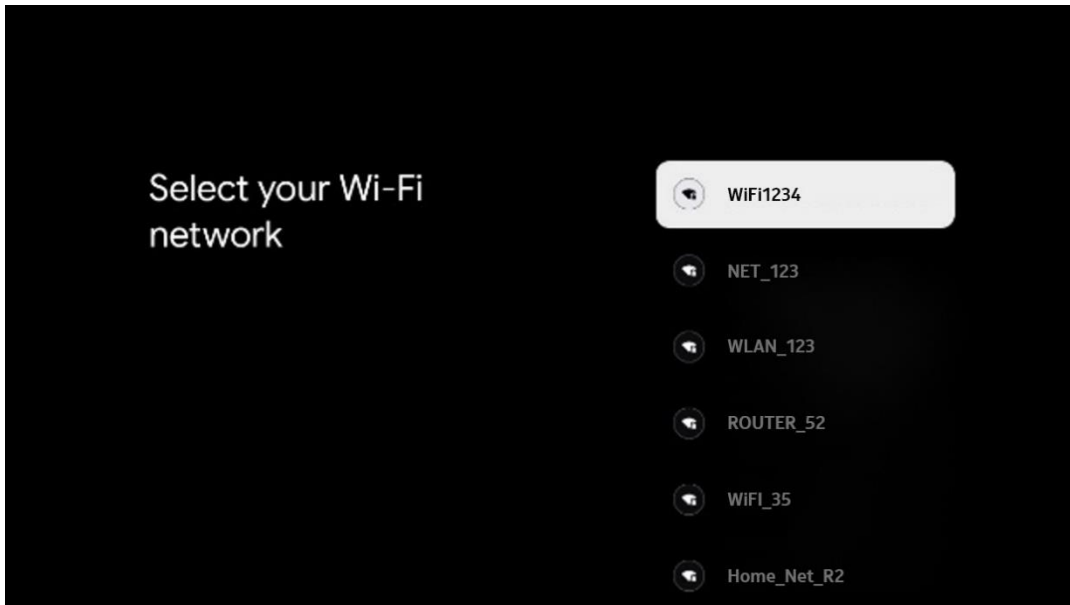 Select your Wi-Fi
network
WiFi1234
NET_123
WLAN_123
ROUTER_52
WiFI_35
Home_Net_R2